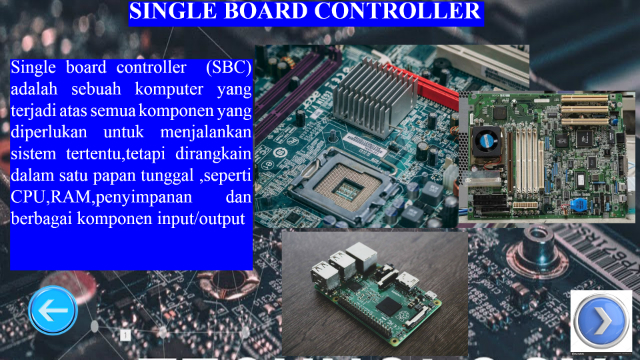 SINGLE BOARD CONTROLLER
Single board controller (SBC)
adalah sebuah komputer yang
terjadi atas semua komponen yang
diperlukan untuk menjalankan
sistem tertentu,tetapi dirangkain
dalam satu papan tunggal ,seperti
CPU,RAM,penyimpanan dan
berbagai komponen input/output
1